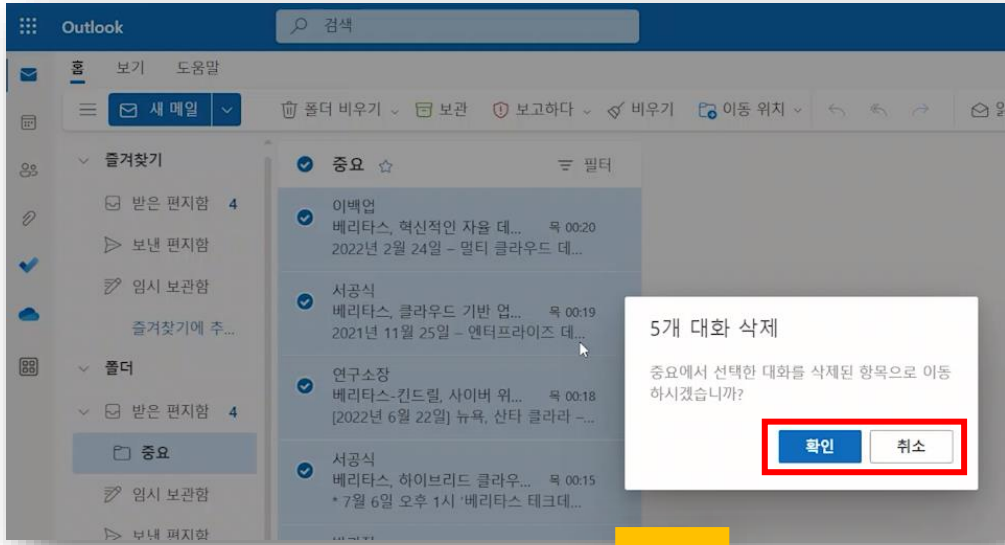 Outlook
검색
홈 보기 도움말
새 메일 폴더 비우기 보관 보고하다 비우기 이동 위치
즐겨찾기
받은 편지함 4
보낸 편지함
임시 보관함
즐겨찾기에 추...
폴더
받은 편지함 4
중요
임시 보관함
보낸 편지함
중요 필터
이백업
베리타스, 혁신적인 자율 데... 목 00:20
2022년 2월 24일 – 멀티 클라우드 데...
서공식
베리타스, 클라우드 기반 업... 목 00:19
2021년 11월 25일 – 엔터프라이즈 데...
연구소장
베리타스-킨드릴, 사이버 위... 목 00:18
[2022년 6월 22일] 뉴욕, 산타 클라라 –...
서공식
베리타스, 하이브리드 클라우... 목 00:15
* 7월 6일 오후 1시 '베리타스 테크데...
5개 대화 삭제
중요에서 선택한 대화를 삭제된 항목으로 이동
하시겠습니까?
확인 취소